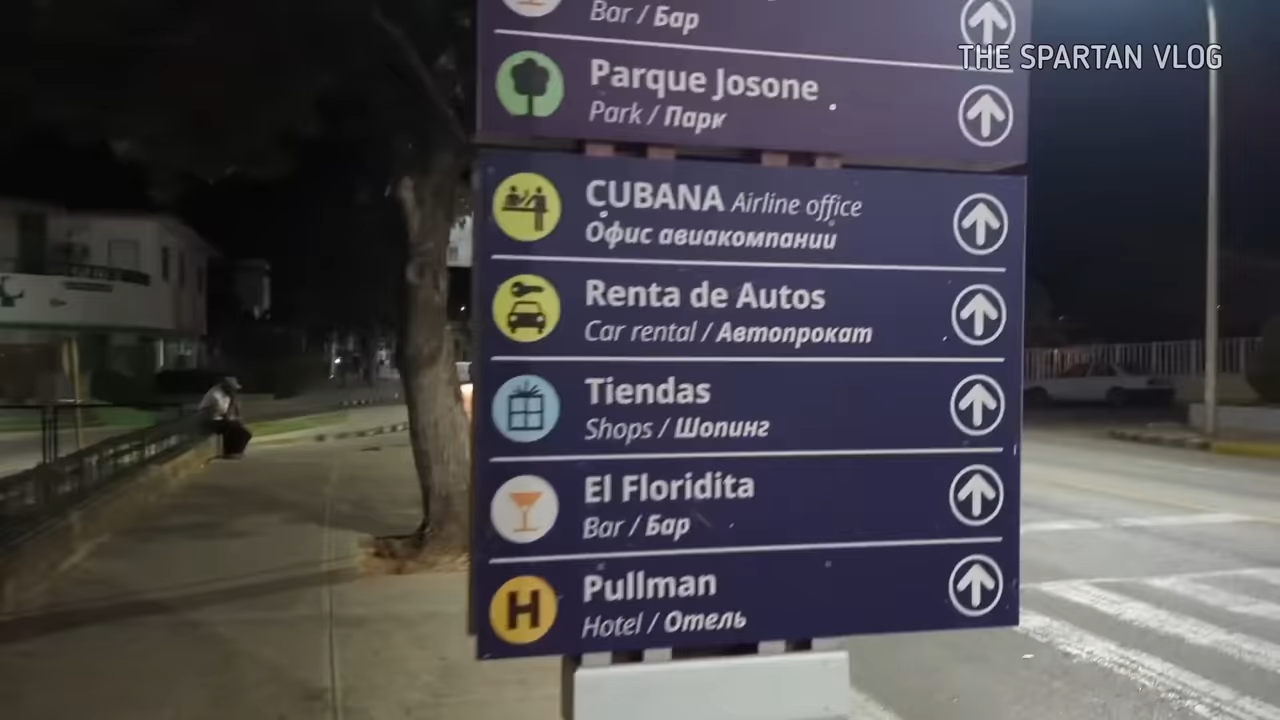 Bar / Бар
THE SPARTAN VLOG
Parque Josone
Park / Парк
CUBANA Airline office
Офис авиакомпании
Renta de Autos
Car rental / Автопрокат
Tiendas
Shops / Шопинг
El Floridita
Bar / Бар
H
Pullman
Hotel / Отель